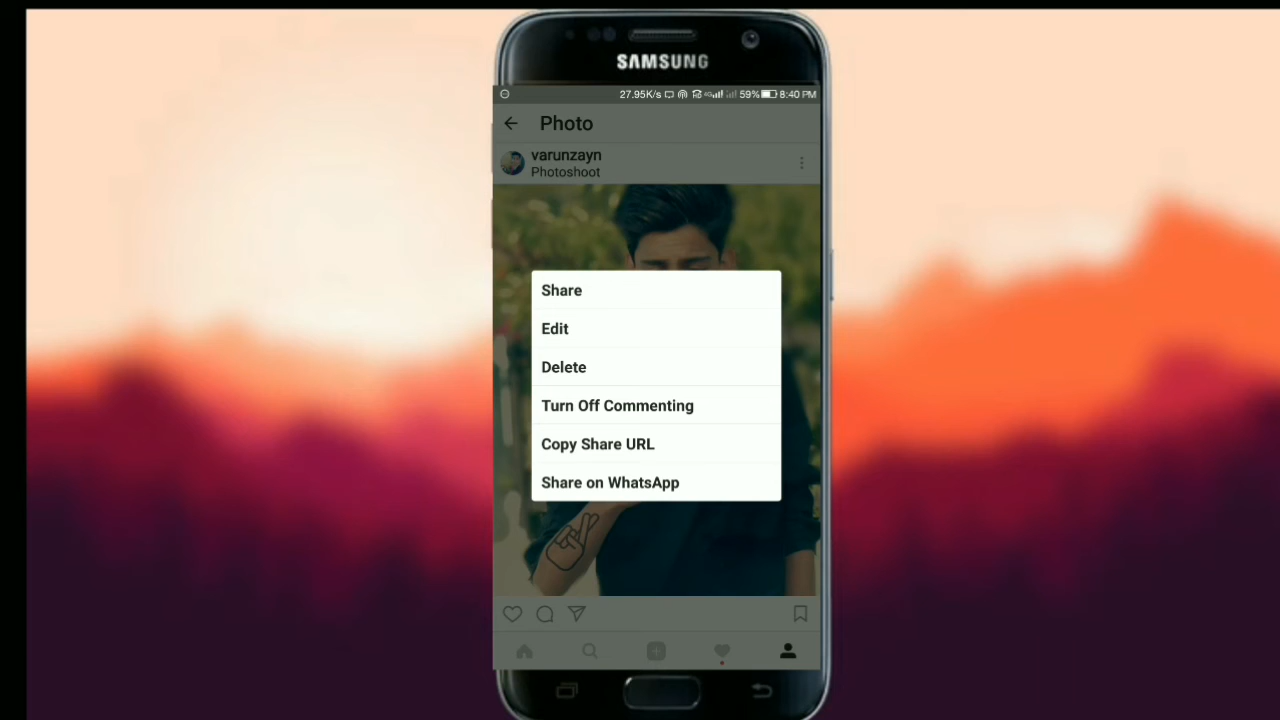 SAMSUNG
27.95K/s 4G 59% 8:40 PM
Photo
varunzayn
Photoshoot
Share
Edit
Delete
Turn Off Commenting
Copy Share URL
Share on WhatsApp